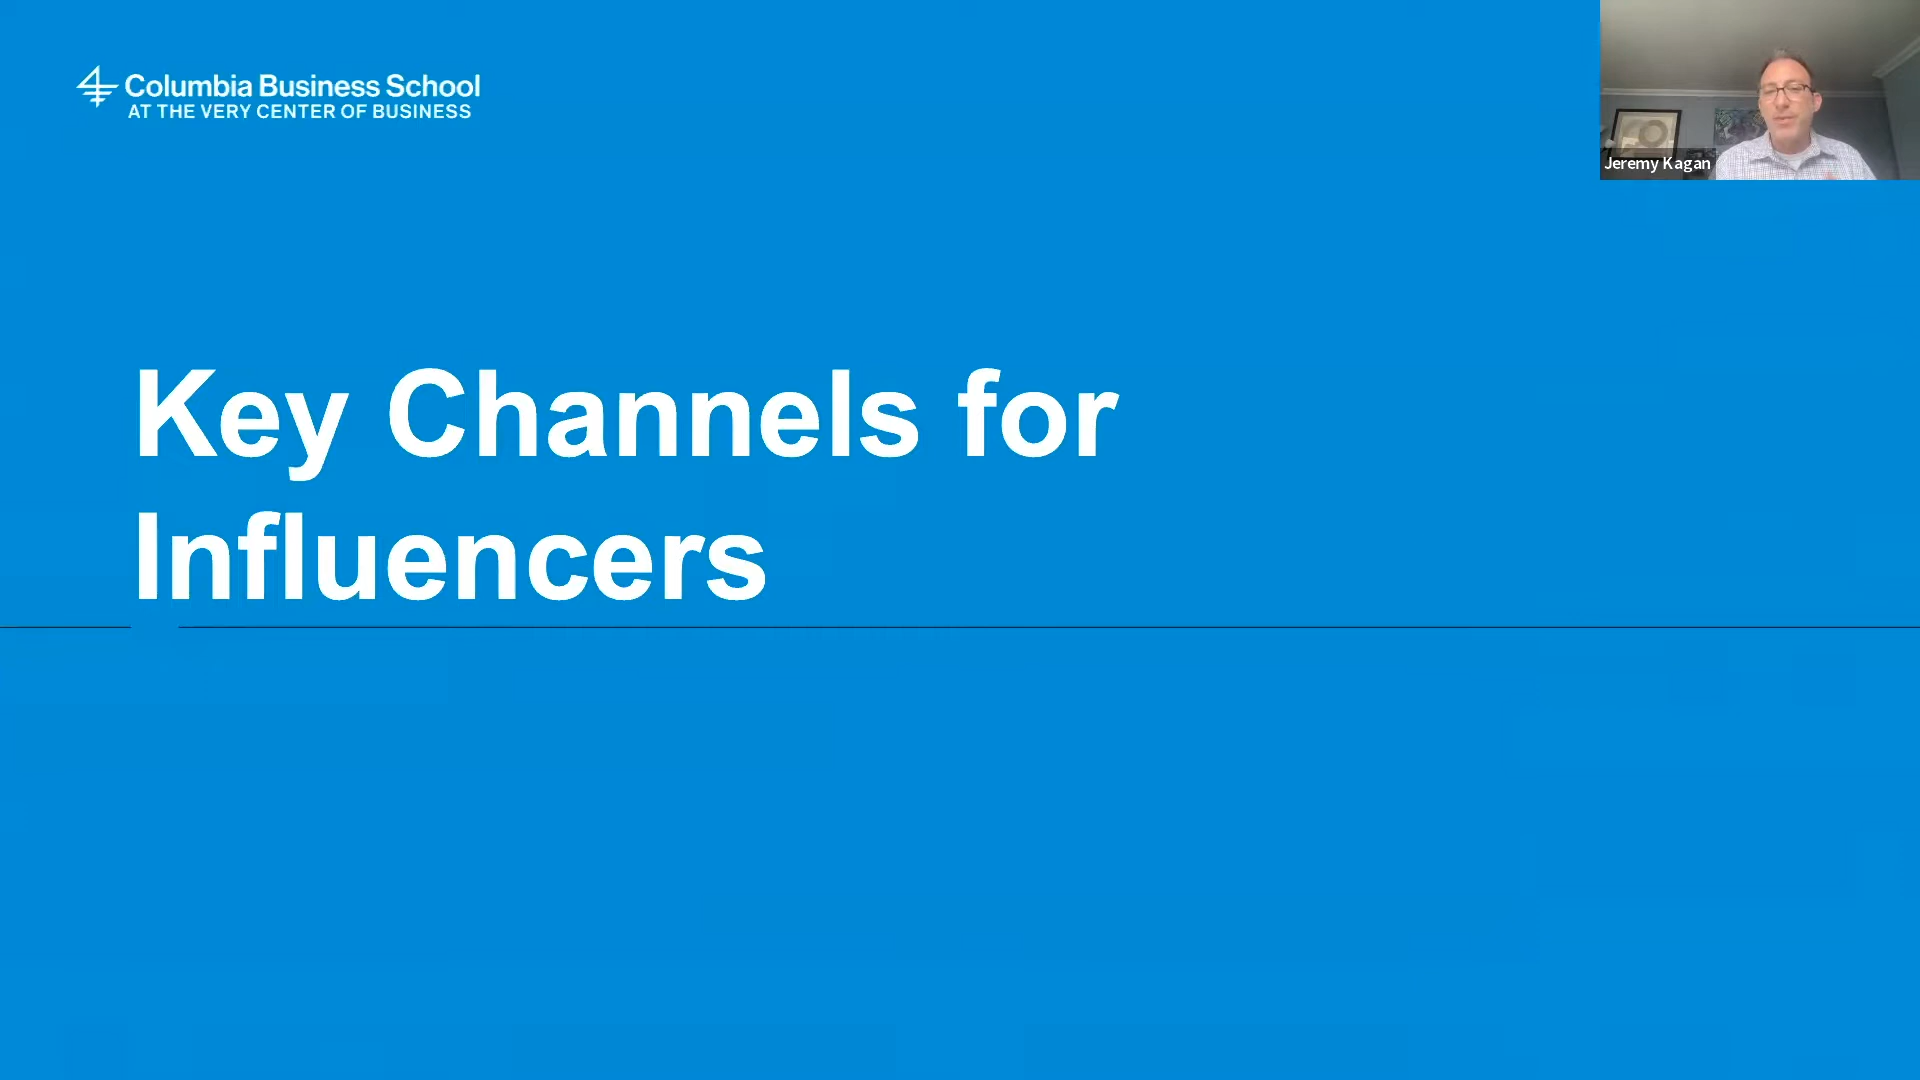 Columbia Business School
AT THE VERY CENTER OF BUSINESS
Jeremy Kagan
Key Channels for
Influencers